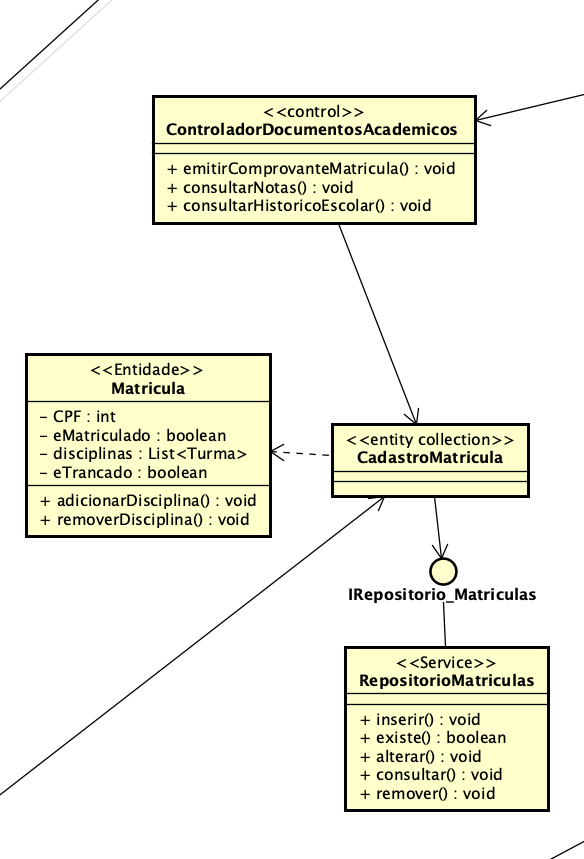 <<control>>
ControladorDocumentosAcademicos
+ emitirComprovanteMatricula() : void
+ consultarNotas() : void
+ consultarHistoricoEscolar() : void
<<Entidade>>
Matricula
- CPF : int
- eMatriculado : boolean
- disciplinas : List<Turma>
- eTrancado : boolean
+ adicionarDisciplina() : void
+ removerDisciplina() : void
<<entity collection>>
CadastroMatricula
IRepositorio_Matriculas
<<Service>>
RepositorioMatriculas
+ inserir() : void
+ existe() : boolean
+ alterar() : void
+ consultar() : void
+ remover() : void